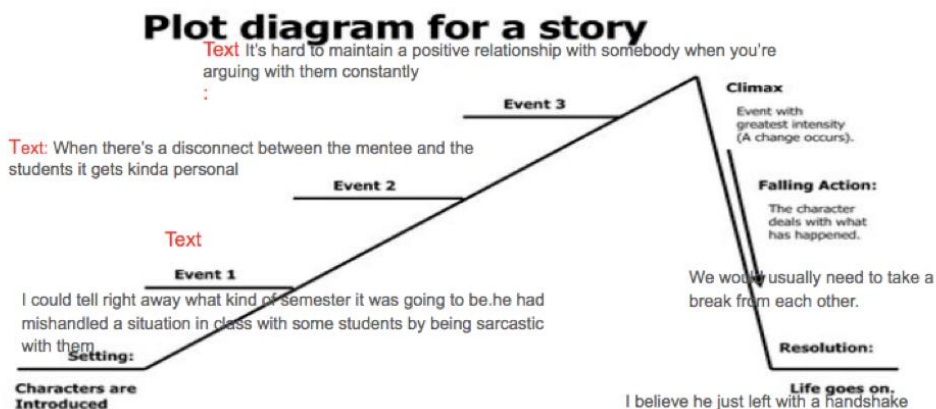 Plot diagram for a story
Text It's hard to maintain a positive relationship with somebody when you're
arguing with them constantly
:
Climax
Event with
greatest intensity
(A change occurs).
Event 3
Text: When there's a disconnect between the mentee and the
students it gets kinda personal
Event 2
Falling Action:
The character
deals with what
has happened.
Text
Event 1
We would usually need to take a
break from each other.
I could tell right away what kind of semester it was going to be.he had
mishandled a situation in class with some students by being sarcastic
with them
Setting:
Resolution:
Characters are
Introduced
Life goes on.
I believe he just left with a handshake